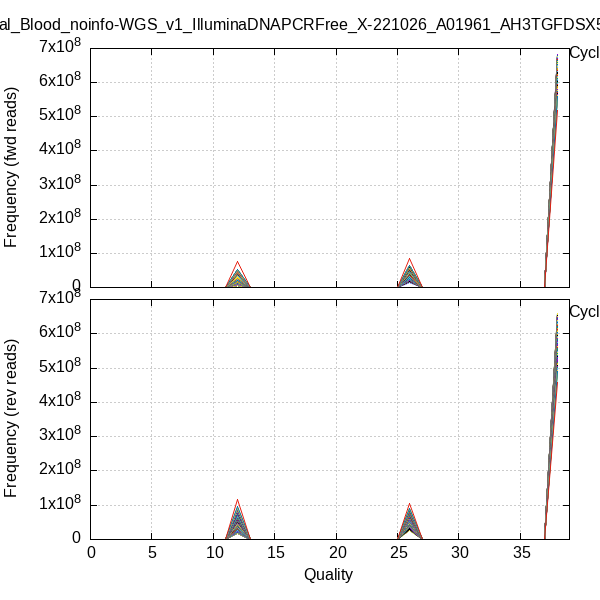 al_Blood_noinfo-WGS_v1_IlluminaDNAPCRFree_X-221026_A01961_AH3TGFDSX5
7x10^8
Cycl
6x10^8
5x10^8
4x10^8
3x10^8
2x10^8
1x10^8
0
Frequency (fwd reads)
7x10^8
Cycl
6x10^8
5x10^8
4x10^8
3x10^8
2x10^8
1x10^8
0
Frequency (rev reads)
0 5 10 15 20 25 30 35
Quality